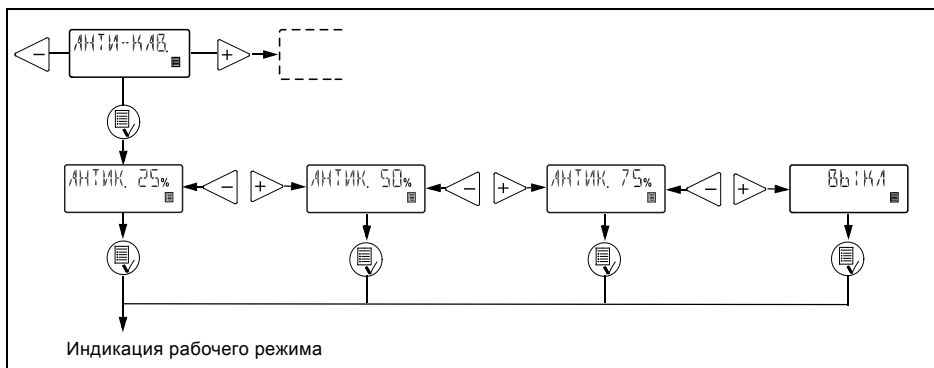 АНТИ-КАВ.
- +
АНТИК. 25%
- +
АНТИК. 50%
- +
АНТИК. 75%
- +
ВЫКЛ
Индикация рабочего режима